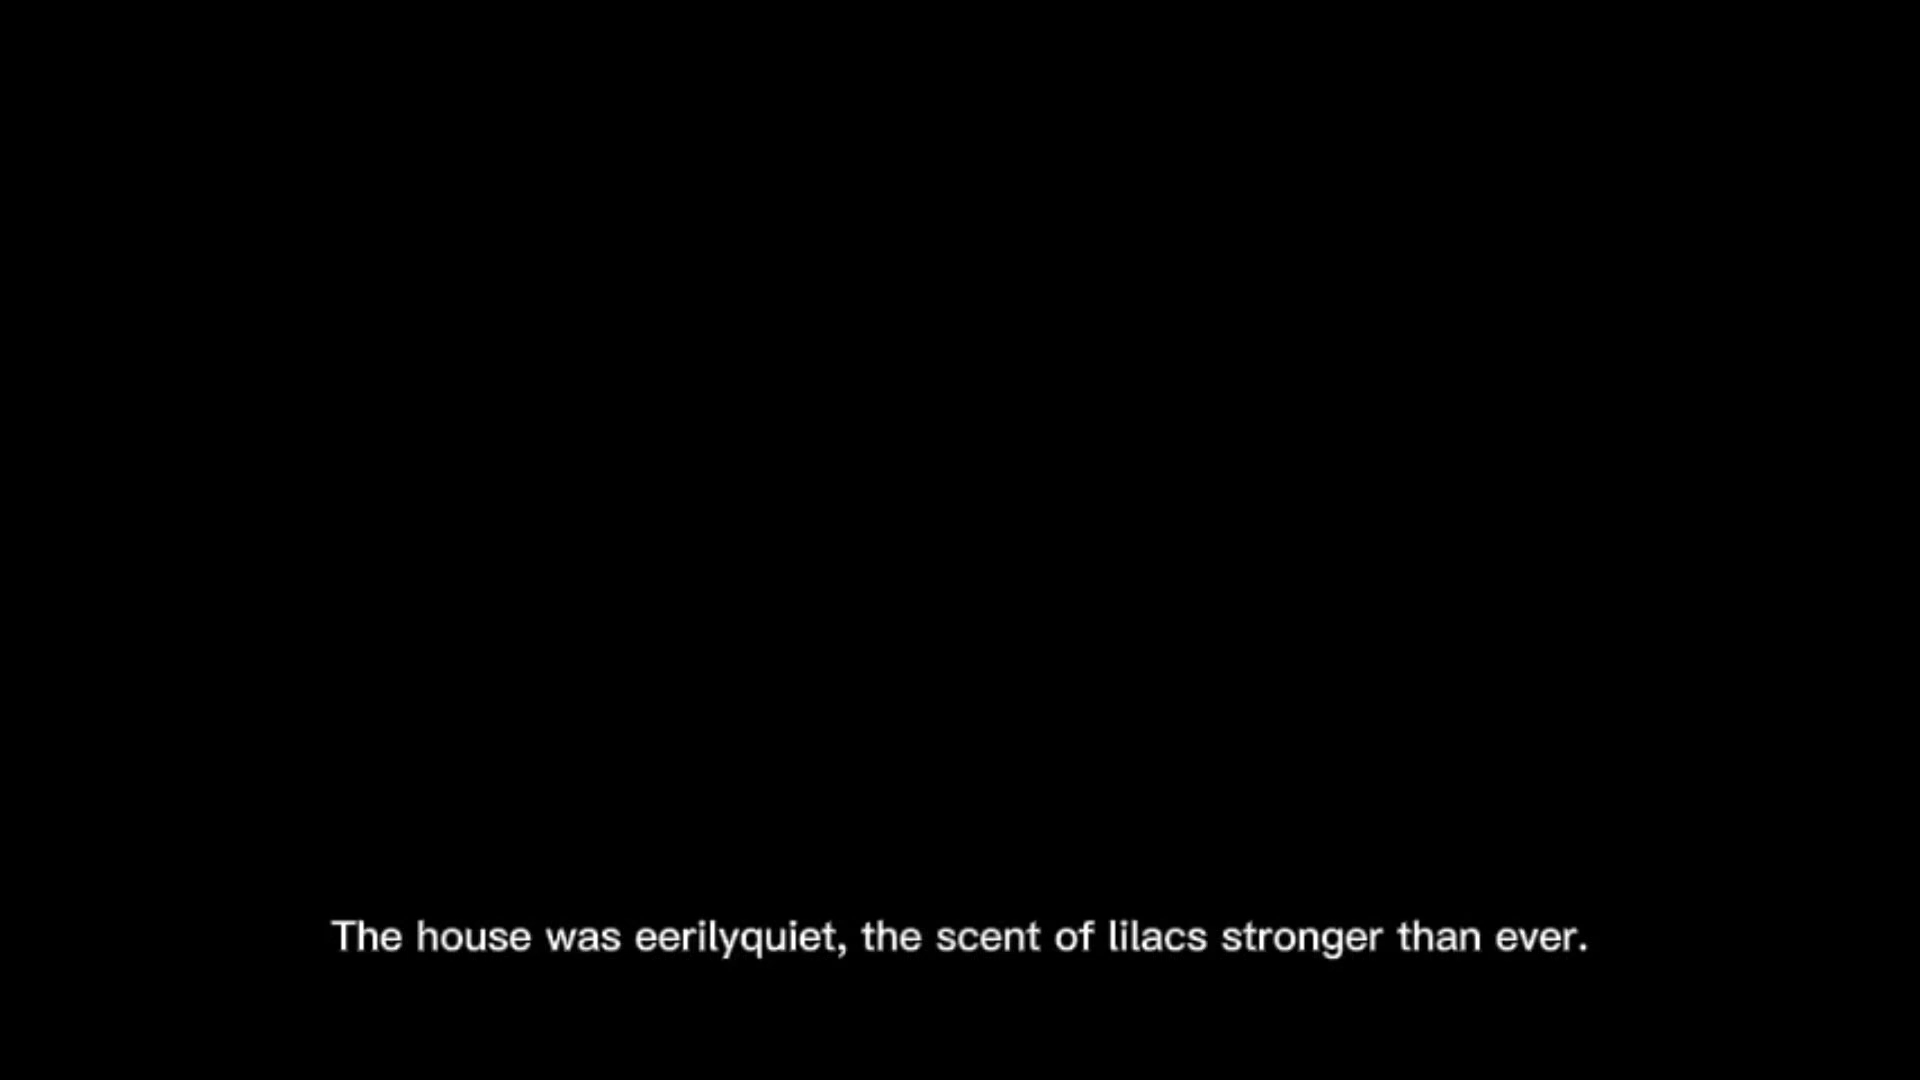 The house was eerilyquiet, the scent of lilacs stronger than ever.